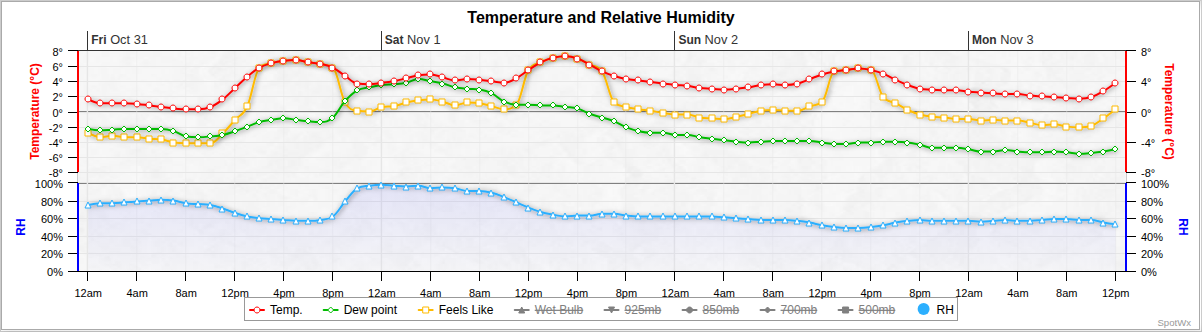 Temperature and Relative Humidity
Fri Oct 31 Sat Nov 1 Sun Nov 2 Mon Nov 3
8° 8°
6°
4° 4°
2°
0° 0°
-2°
-4° -4°
-6°
-8° -8°
Temperature (°C) Temperature (°C)
100% 100%
80% 80%
60% 60%
40% 40%
20% 20%
0% 0%
RH RH
12am 4am 8am 12pm 4pm 8pm 12am 4am 8am 12pm 4pm 8pm 12am 4am 8am 12pm 4pm 8pm 12am 4am 8am 12pm
Temp. Dew point Feels Like Wet Bulb 925mb 850mb 700mb 500mb RH
SpotWx